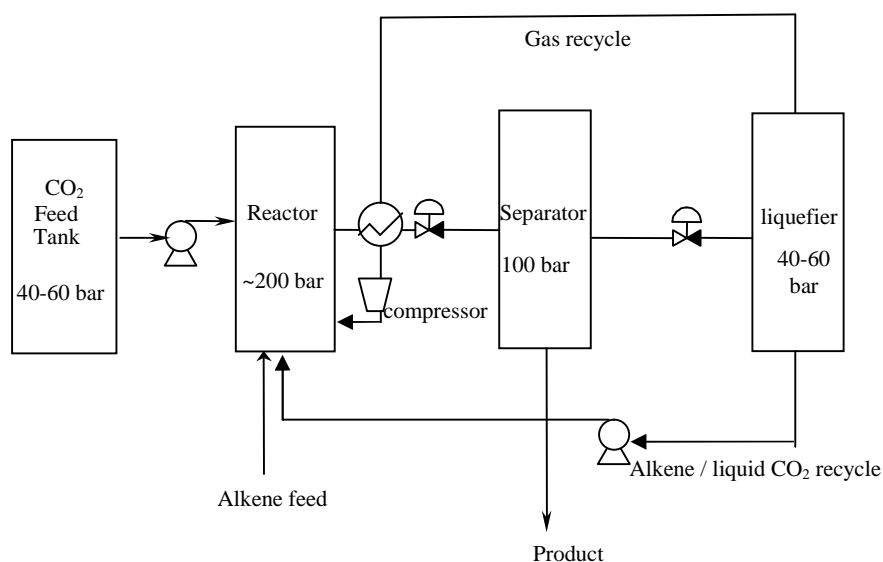 Gas recycle
CO₂
Feed
Tank
40-60 bar
Reactor
~200 bar
compressor
Separator
100 bar
liquefier
40-60
bar
Alkene feed
Alkene / liquid CO₂ recycle
Product